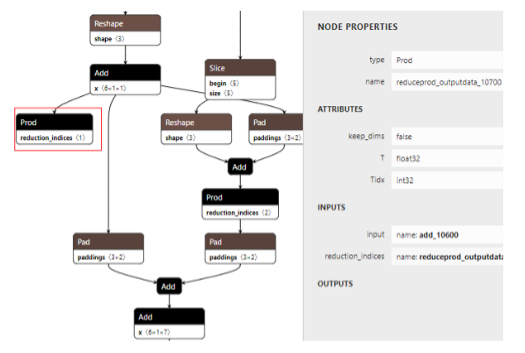 Reshape
shape ⟨3⟩
Add
x ⟨6×1×1⟩
Slice
begin ⟨5⟩
size ⟨5⟩
Prod
reduction_indices ⟨1⟩
Reshape
shape ⟨3⟩
Pad
paddings ⟨3×2⟩
Add
Prod
reduction_indices ⟨2⟩
Pad
paddings ⟨3×2⟩
Pad
paddings ⟨3×2⟩
Add
Add
x ⟨6×1×7⟩
NODE PROPERTIES
type Prod
name reduceprod_outputdata_10700
ATTRIBUTES
keep_dims false
T float32
Tidx int32
INPUTS
input name: add_10600
reduction_indices name: reduceprod_outputdata
OUTPUTS